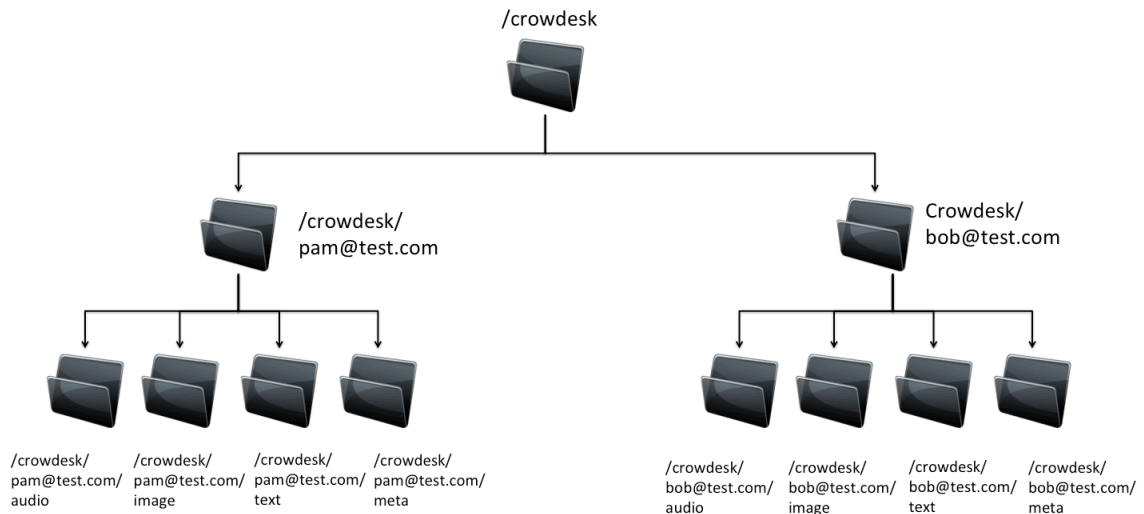 /crowdesk
/crowdesk/
pam@test.com
Crowdesk/
bob@test.com
/crowdesk/
pam@test.com/
audio
/crowdesk/
pam@test.com/
image
/crowdesk/
pam@test.com/
text
/crowdesk/
pam@test.com/
meta
/crowdesk/
bob@test.com/
audio
/crowdesk/
bob@test.com/
image
/crowdesk/
bob@test.com/
text
/crowdesk/
bob@test.com/
meta